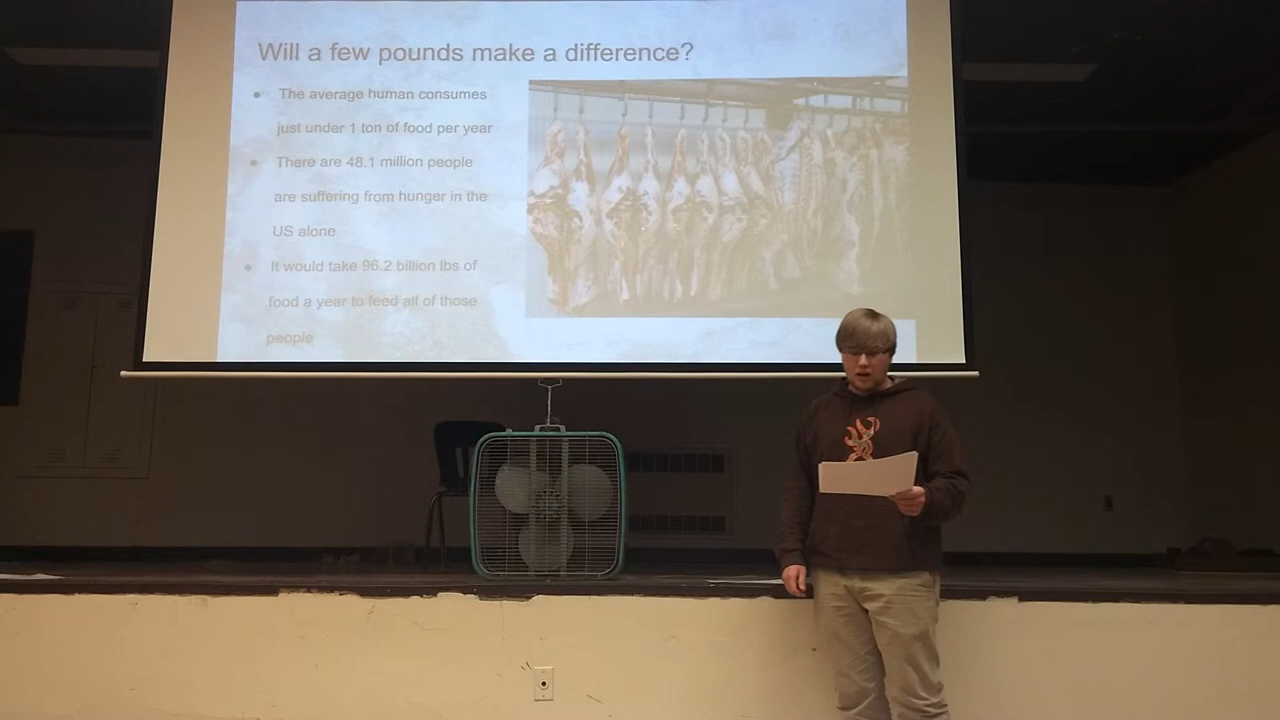 Will a few pounds make a difference?
The average human consumes
just under 1 ton of food per year
There are 48.1 million people
are suffering from hunger in the
US alone
It would take 96.2 billion lbs of
food a year to feed all of those
people